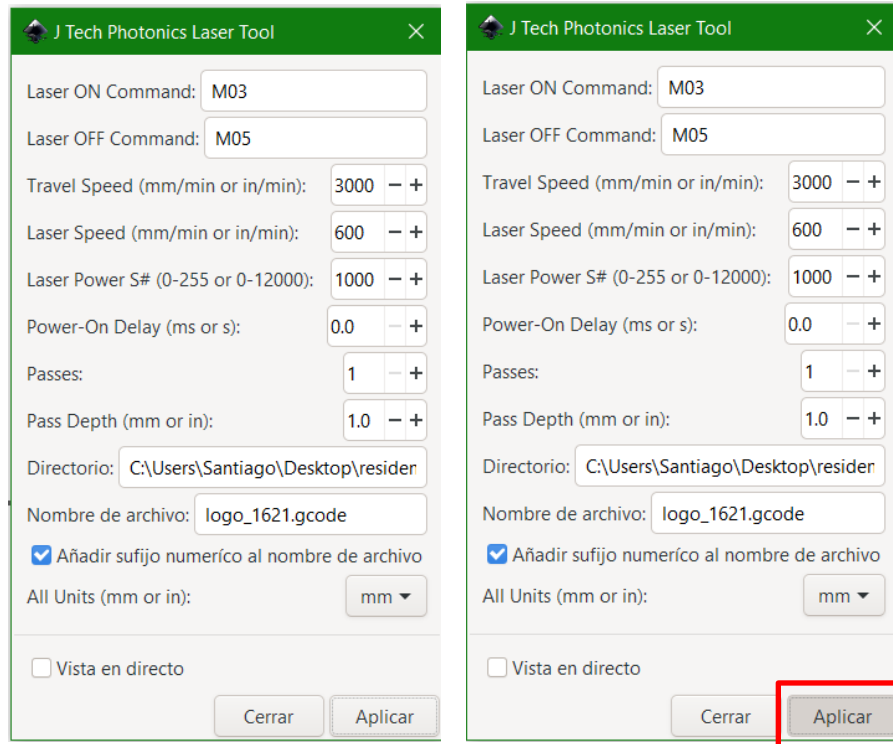 J Tech Photonics Laser Tool
Laser ON Command: M03
Laser OFF Command: M05
Travel Speed (mm/min or in/min): 3000
Laser Speed (mm/min or in/min): 600
Laser Power S# (0-255 or 0-12000): 1000
Power-On Delay (ms or s): 0.0
Passes: 1
Pass Depth (mm or in): 1.0
Directorio: C:\Users\Santiago\Desktop\residen
Nombre de archivo: logo_1621.gcode
Añadir sufijo numeríco al nombre de archivo
All Units (mm or in): mm
Vista en directo
Cerrar Aplicar
J Tech Photonics Laser Tool
Laser ON Command: M03
Laser OFF Command: M05
Travel Speed (mm/min or in/min): 3000
Laser Speed (mm/min or in/min): 600
Laser Power S# (0-255 or 0-12000): 1000
Power-On Delay (ms or s): 0.0
Passes: 1
Pass Depth (mm or in): 1.0
Directorio: C:\Users\Santiago\Desktop\residen
Nombre de archivo: logo_1621.gcode
Añadir sufijo numeríco al nombre de archivo
All Units (mm or in): mm
Vista en directo
Cerrar Aplicar